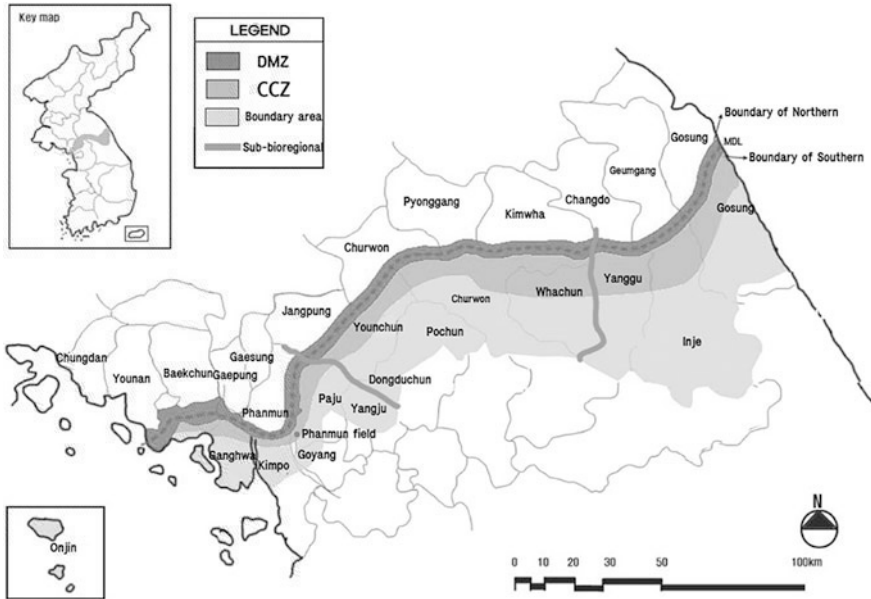 Key map
LEGEND
DMZ
CCZ
Boundary area
Sub-bioregional
Boundary of Northern
MDL
Boundary of Southern
Gosung
Geumgang
Gosung
Changdo
Pyonggang
Kimwha
Churwon
Yanggu
Whachun
Churwon
Jangpung
Younchun
Inje
Pochun
Chungdan
Gaesung
Baekchun
Gaepung
Younan
Dongduchun
Paju
Phanmun
Yangju
Phanmun field
Ganghwa
Kimpo
Goyang
Onjin
N
0 10 20 30 50 100km